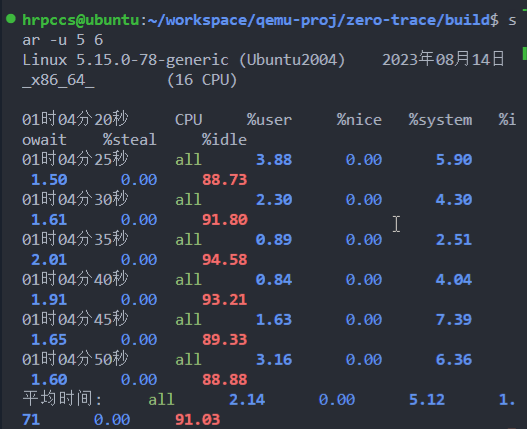 hrpccs@ubuntu:~/workspace/qemu-proj/zero-trace/build$ s
ar -u 5 6
Linux 5.15.0-78-generic (Ubuntu2004) 2023年08月14日
_x86_64_ (16 CPU)
01时04分20秒 CPU %user %nice %system %i
owait %steal %idle
01时04分25秒 all 3.88 0.00 5.90
1.50 0.00 88.73
01时04分30秒 all 2.30 0.00 4.30
1.61 0.00 91.80
01时04分35秒 all 0.89 0.00 2.51
2.01 0.00 94.58
01时04分40秒 all 0.84 0.00 4.04
1.91 0.00 93.21
01时04分45秒 all 1.63 0.00 7.39
1.65 0.00 89.33
01时04分50秒 all 3.16 0.00 6.36
1.60 0.00 88.88
平均时间: all 2.14 0.00 5.12 1.
71 0.00 91.03